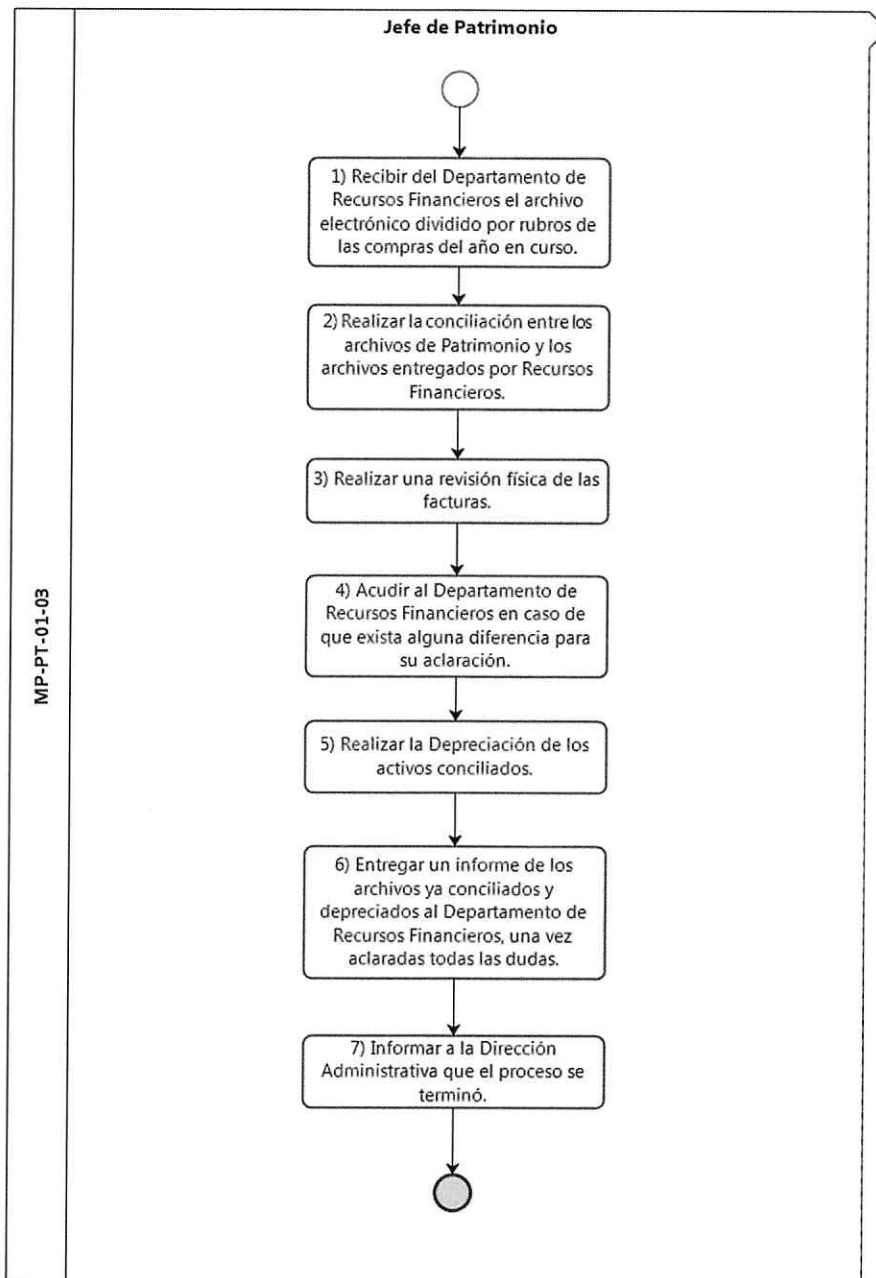 Jefe de Patrimonio
MP-PT-01-03
1) Recibir del Departamento de
Recursos Financieros el archivo
electrónico dividido por rubros de
las compras del año en curso.
2) Realizar la conciliación entre los
archivos de Patrimonio y los
archivos entregados por Recursos
Financieros.
3) Realizar una revisión física de las
facturas.
4) Acudir al Departamento de
Recursos Financieros en caso de
que exista alguna diferencia para
su aclaración.
5) Realizar la Depreciación de los
activos conciliados.
6) Entregar un informe de los
archivos ya conciliados y
depreciados al Departamento de
Recursos Financieros, una vez
aclaradas todas las dudas.
7) Informar a la Dirección
Administrativa que el proceso se
terminó.